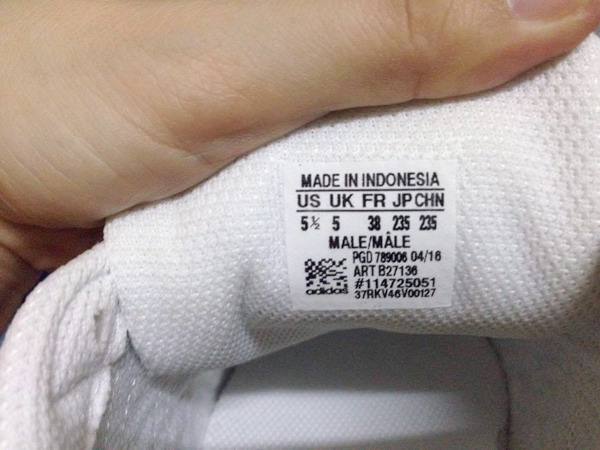 MADE IN INDONESIA
US UK FR JP CHN
5½ 5 38 235 235
MALE/MÂLE
PGD 789006 04/16
ART B27136
#114725051
adidas 37RKV46V00127